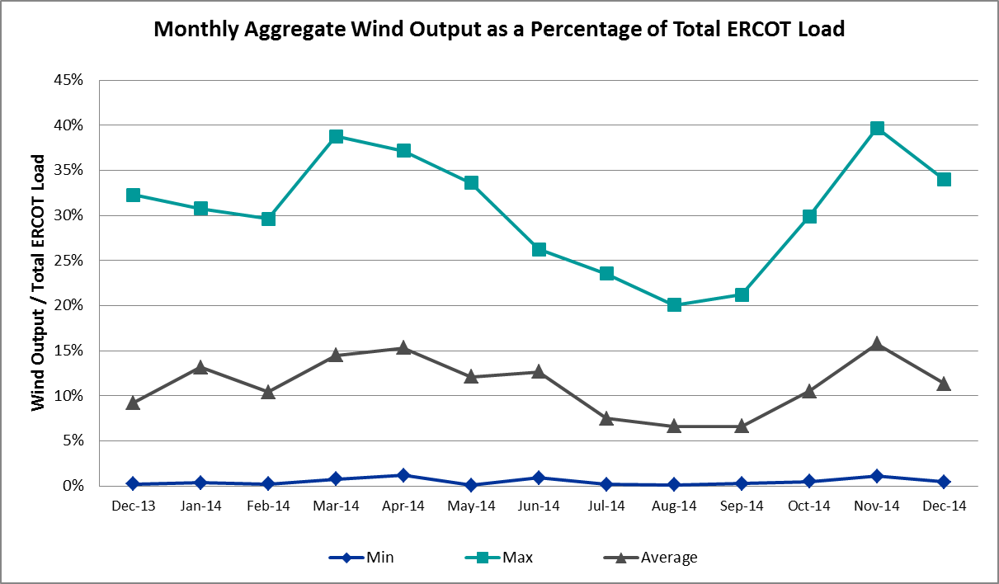 Monthly Aggregate Wind Output as a Percentage of Total ERCOT Load
Wind Output / Total ERCOT Load
45%
40%
35%
30%
25%
20%
15%
10%
5%
0%
Dec-13 Jan-14 Feb-14 Mar-14 Apr-14 May-14 Jun-14 Jul-14 Aug-14 Sep-14 Oct-14 Nov-14 Dec-14
Min Max Average